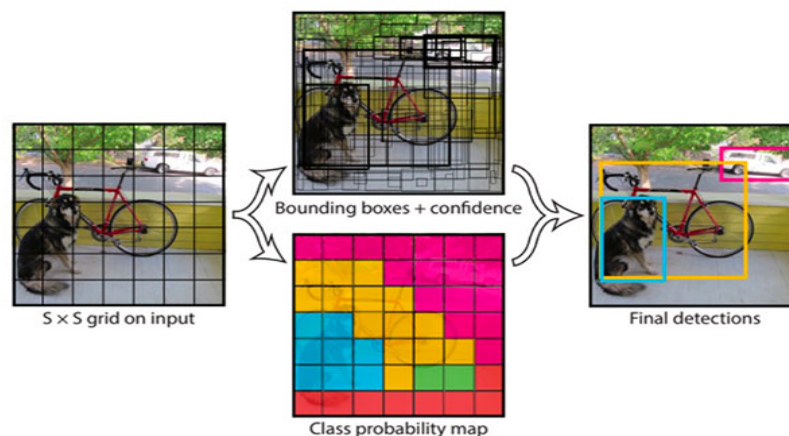 S × S grid on input
Bounding boxes + confidence
Class probability map
Final detections